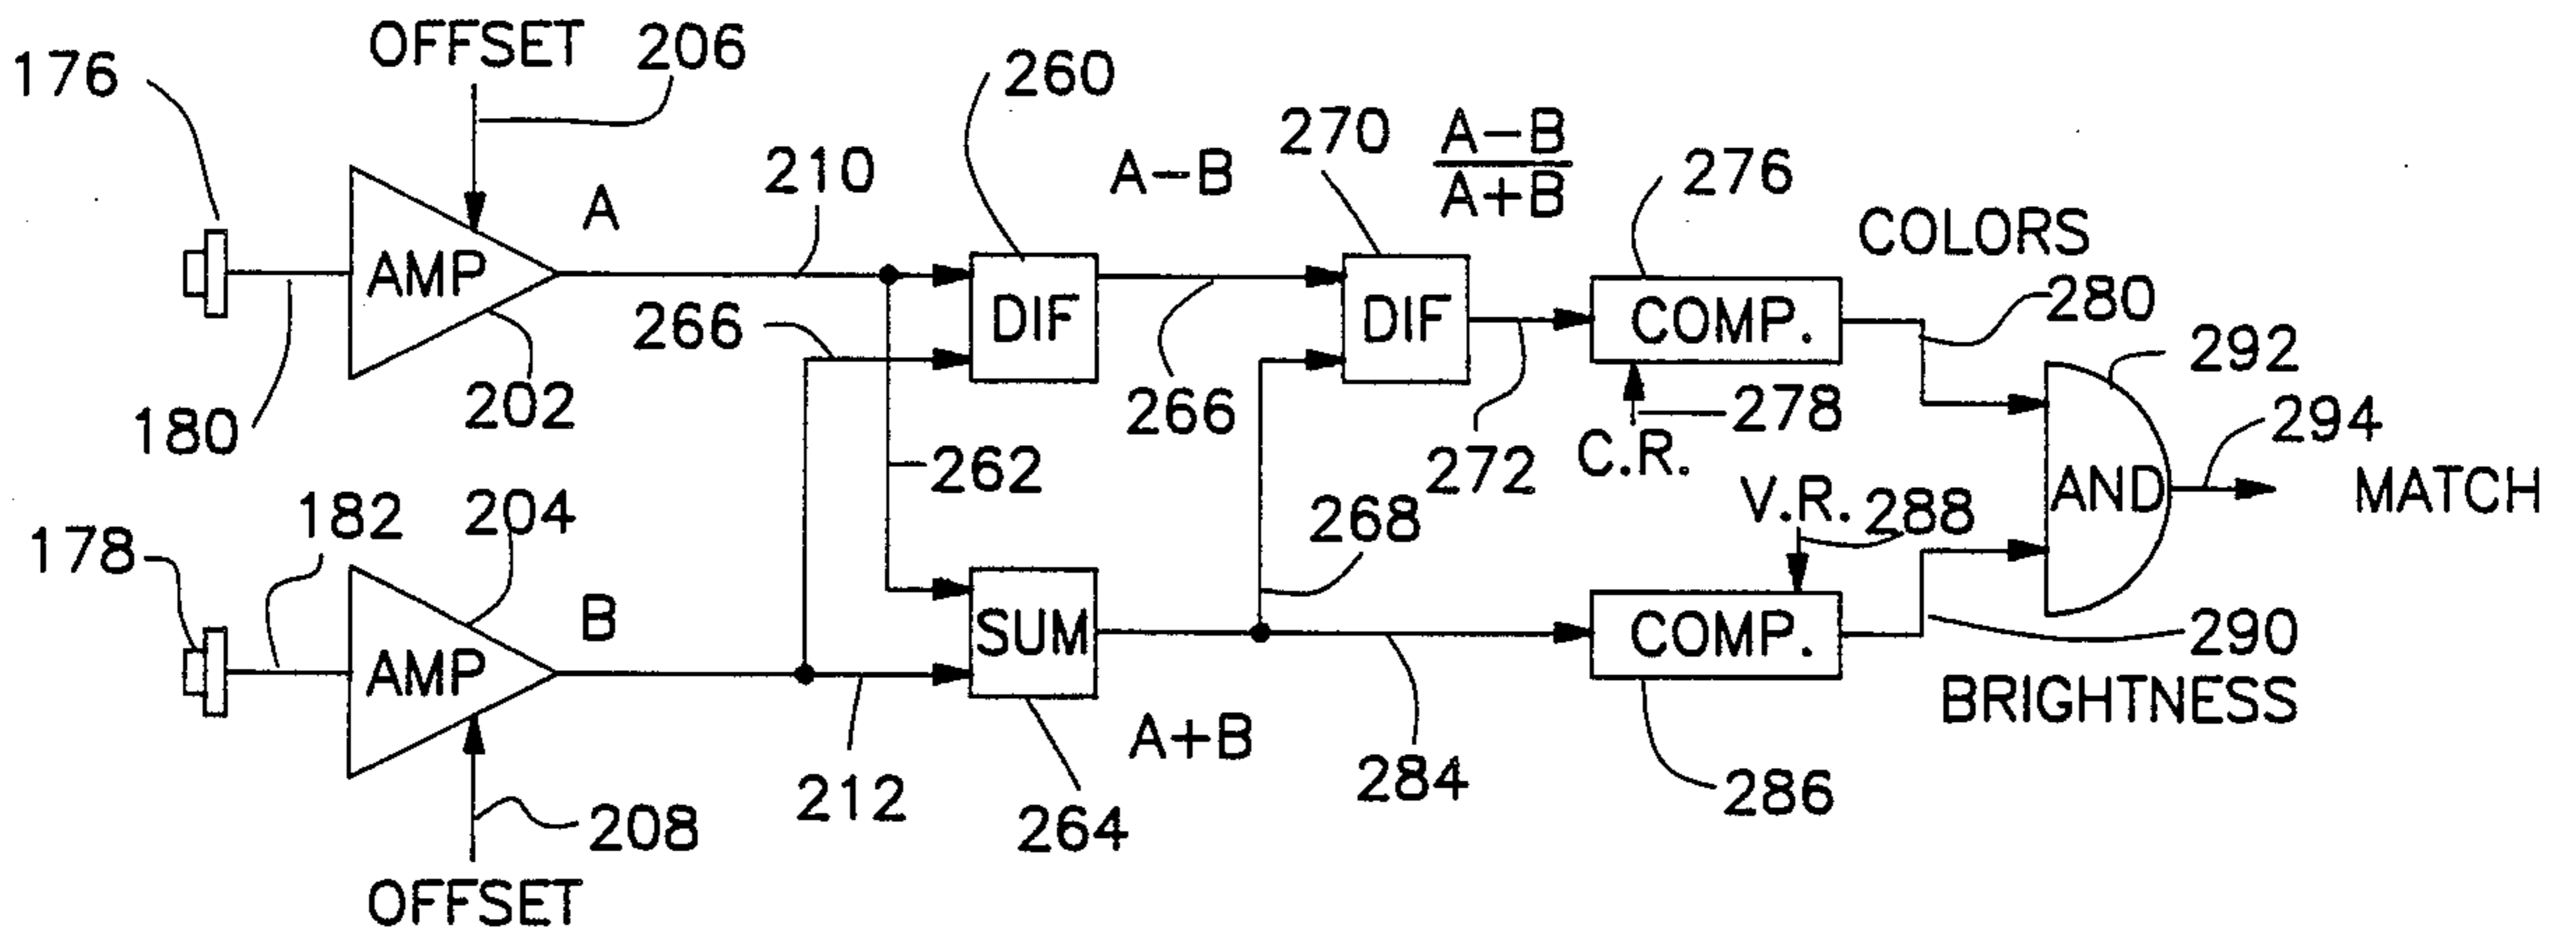 OFFSET
206
176
260
270
A-B
A+B
276
210
A-B
A
COLORS
AMP
DIF
266
DIF
COMP.
280
292
202
180
266
278
294
C.R.
272
262
V.R.
288
AND
MATCH
204
182
268
178
B
SUM
COMP.
290
AMP
BRIGHTNESS
A+B
212
284
286
264
208
OFFSET